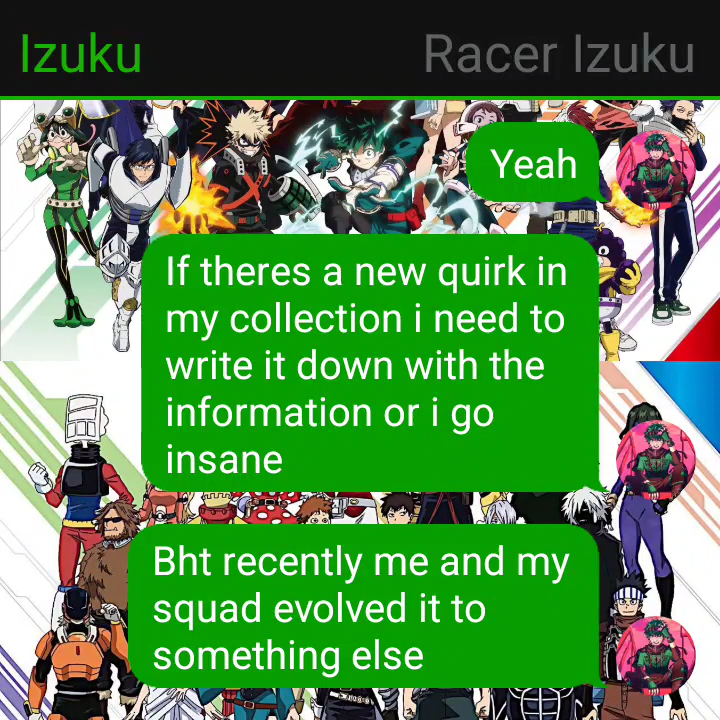 Izuku
Racer Izuku
Yeah
If theres a new quirk in
my collection i need to
write it down with the
information or i go
insane
Bht recently me and my
squad evolved it to
something else